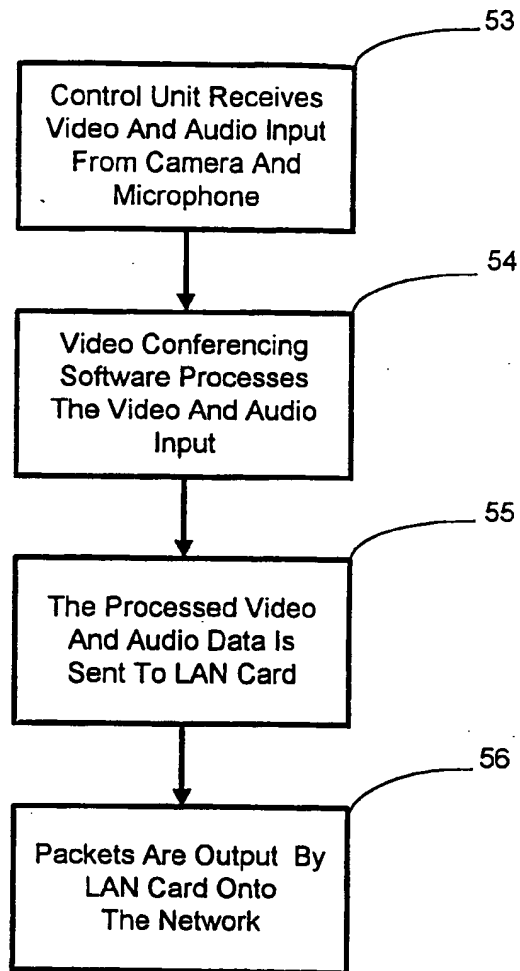 53
Control Unit Receives
Video And Audio Input
From Camera And
Microphone
54
Video Conferencing
Software Processes
The Video And Audio
Input
55
The Processed Video
And Audio Data Is
Sent To LAN Card
56
Packets Are Output By
LAN Card Onto
The Network